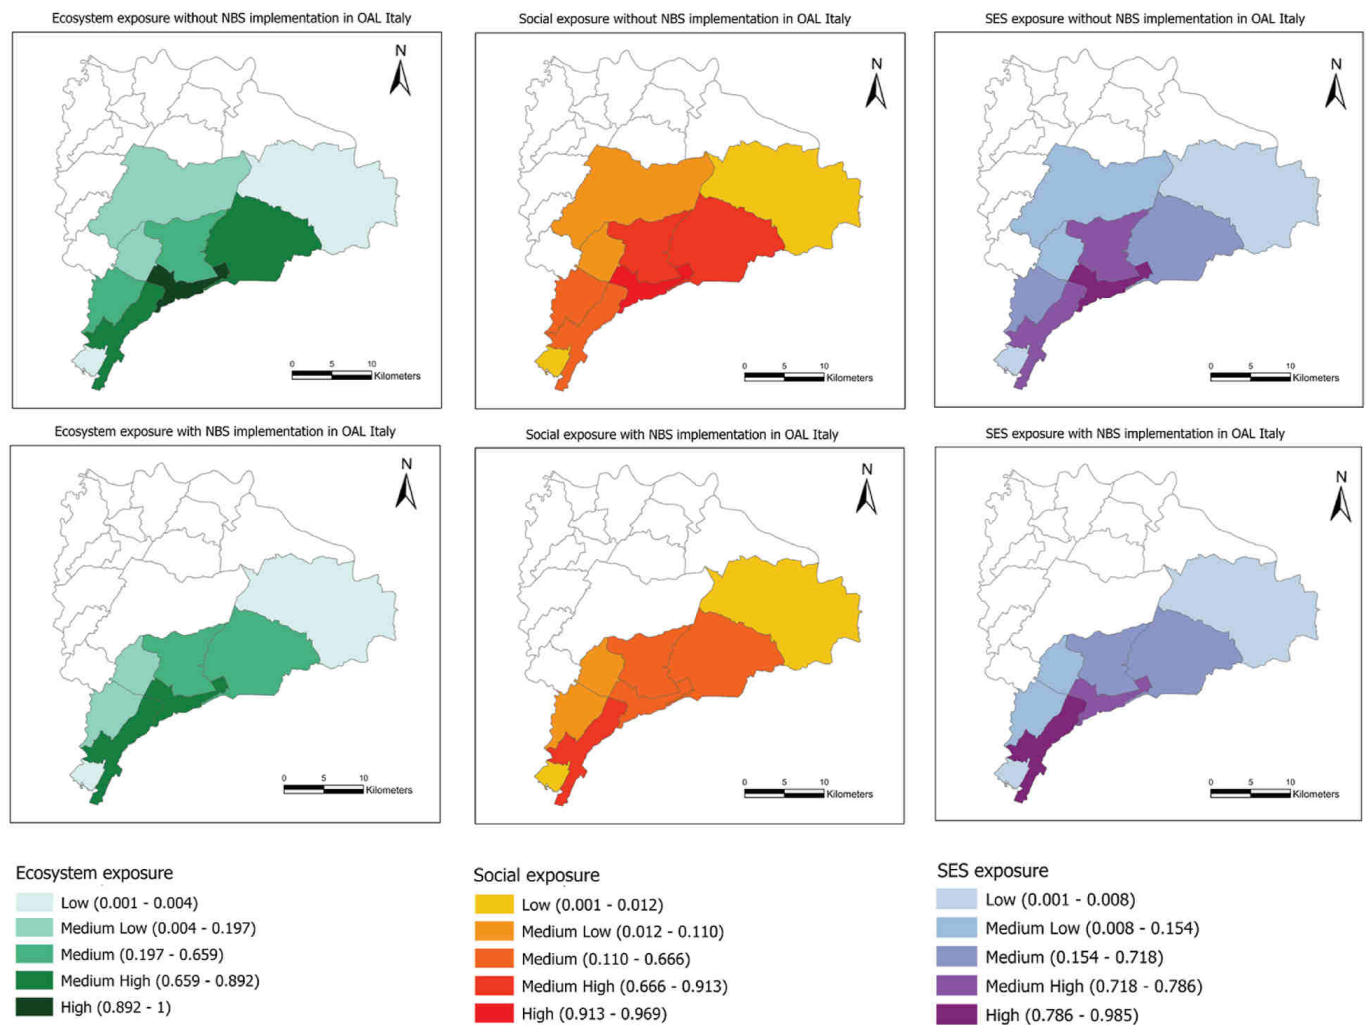 Ecosystem exposure without NBS implementation in OAL Italy
N
0 5 10
Kilometers
Social exposure without NBS implementation in OAL Italy
N
0 5 10
Kilometers
SES exposure without NBS implementation in OAL Italy
N
0 5 10
Kilometers
Ecosystem exposure with NBS implementation in OAL Italy
N
0 5 10
Kilometers
Social exposure with NBS implementation in OAL Italy
N
0 5 10
Kilometers
SES exposure with NBS implementation in OAL Italy
N
0 5 10
Kilometers
Ecosystem exposure
Low (0.001 - 0.004)
Medium Low (0.004 - 0.197)
Medium (0.197 - 0.659)
Medium High (0.659 - 0.892)
High (0.892 - 1)
Social exposure
Low (0.001 - 0.012)
Medium Low (0.012 - 0.110)
Medium (0.110 - 0.666)
Medium High (0.666 - 0.913)
High (0.913 - 0.969)
SES exposure
Low (0.001 - 0.008)
Medium Low (0.008 - 0.154)
Medium (0.154 - 0.718)
Medium High (0.718 - 0.786)
High (0.786 - 0.985)